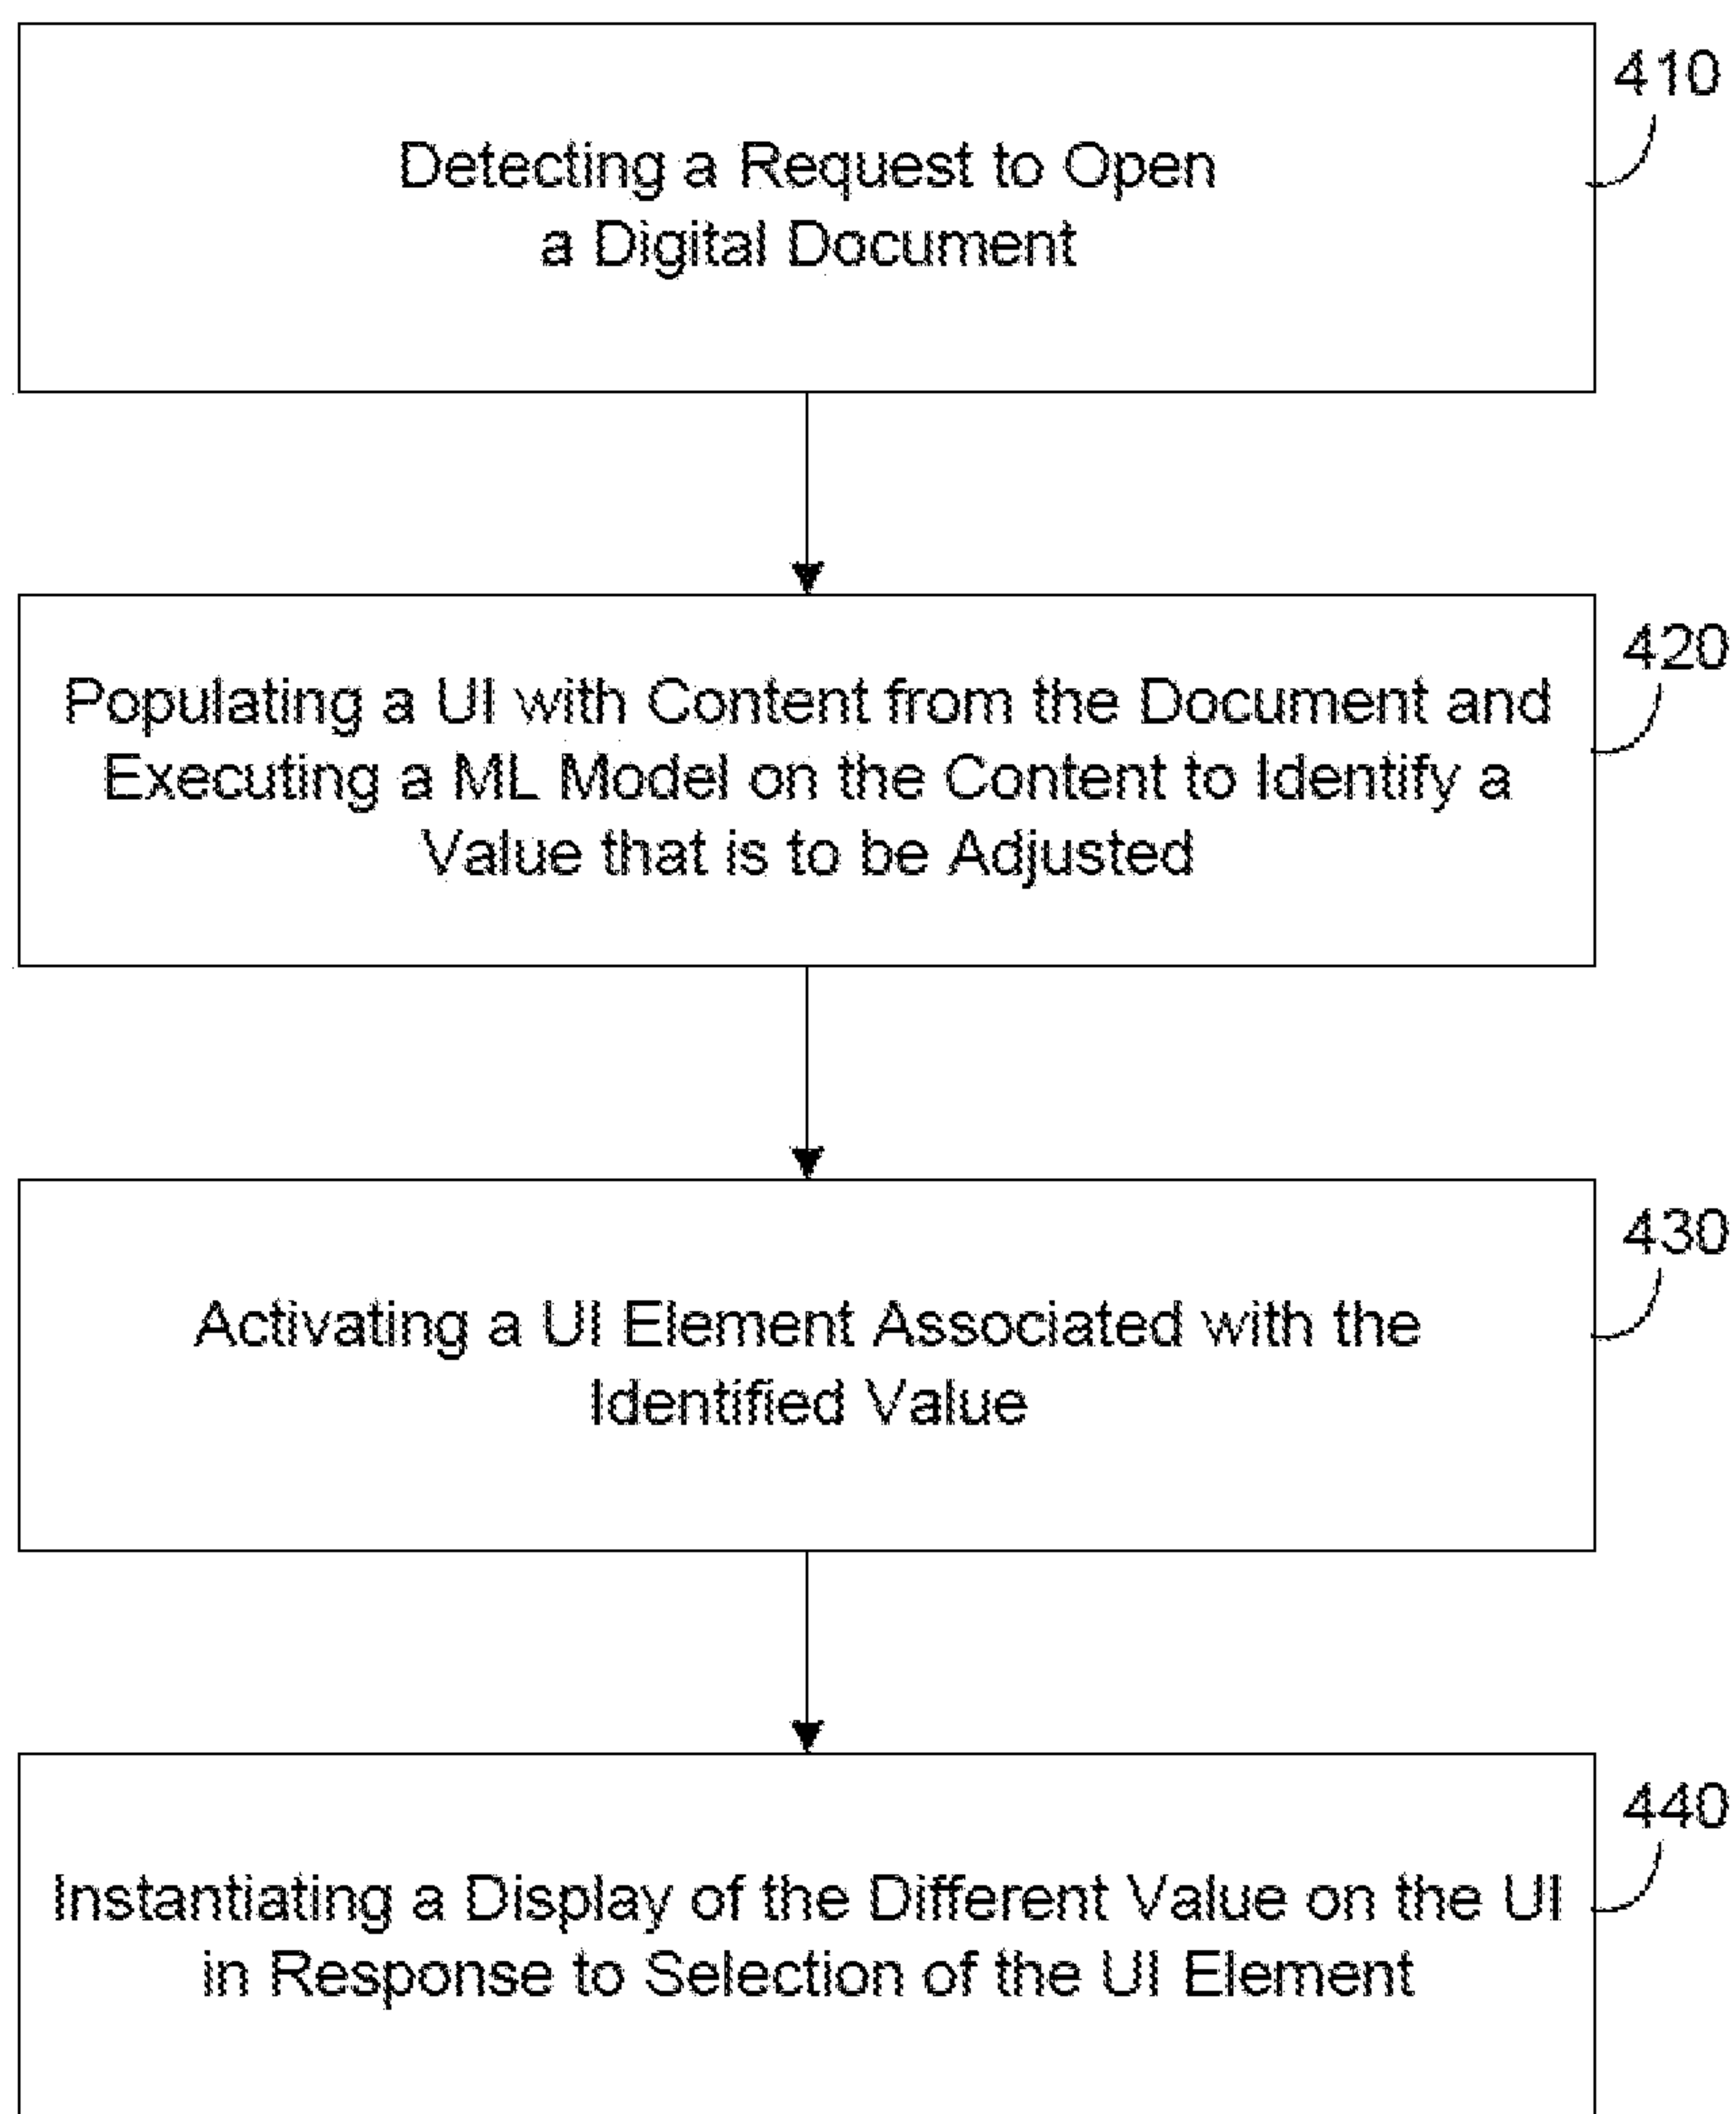 410
Detecting a Request to Open
a Digital Document
420
Populating a UI with Content from the Document and
Executing a ML Model on the Content to Identify a
Value that is to be Adjusted
430
Activating a UI Element Associated with the
Identified Value
440
Instantiating a Display of the Different Value on the UI
in Response to Selection of the UI Element